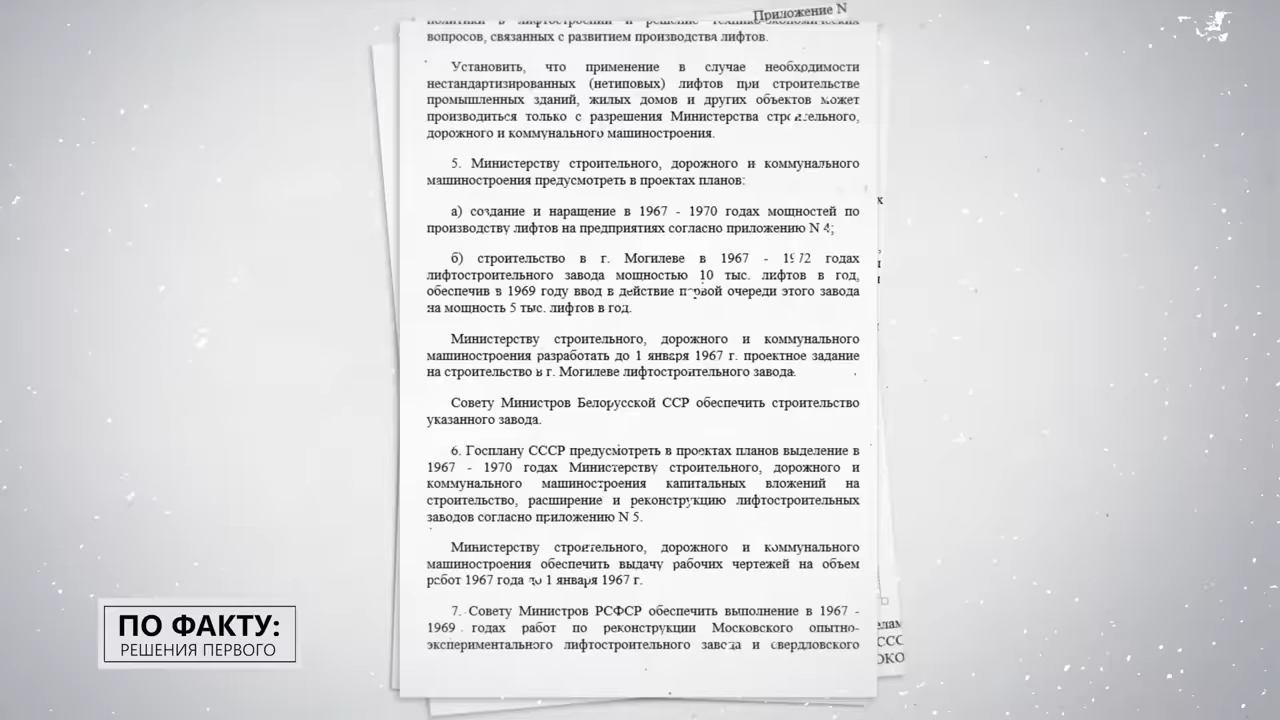 Приложение N
политики в лифтостроении и решение технико-экономических
вопросов, связанных с развитием производства лифтов.
Установить, что применение в случае необходимости
нестандартизированных (нетиповых) лифтов при строительстве
промышленных зданий, жилых домов и других объектов может
производиться только с разрешения Министерства строительного,
дорожного и коммунального машиностроения.
5. Министерству строительного, дорожного и коммунального
машиностроения предусмотреть в проектах планов:
а) создание и наращение в 1967 - 1970 годах мощностей по
производству лифтов на предприятиях согласно приложению N 4;
б) строительство в г. Могилеве в 1967 - 1972 годах
лифтостроительного завода мощностью 10 тыс. лифтов в год,
обеспечив в 1969 году ввод в действие первой очереди этого завода
на мощность 5 тыс. лифтов в год.
Министерству строительного, дорожного и коммунального
машиностроения разработать до 1 января 1967 г. проектное задание
на строительство в г. Могилеве лифтостроительного завода.
Совету Министров Белорусской ССР обеспечить строительство
указанного завода.
6. Госплану СССР предусмотреть в проектах планов выделение в
1967 - 1970 годах Министерству строительного, дорожного и
коммунального машиностроения капитальных вложений на
строительство, расширение и реконструкцию лифтостроительных
заводов согласно приложению N 5.
Министерству строительного, дорожного и коммунального
машиностроения обеспечить выдачу рабочих чертежей на объем
работ 1967 года до 1 января 1967 г.
7. Совету Министров РСФСР обеспечить выполнение в 1967 -
1969 годах работ по реконструкции Московского опытно-
экспериментального лифтостроительного завода и свердловского
ПО ФАКТУ:
РЕШЕНИЯ ПЕРВОГО